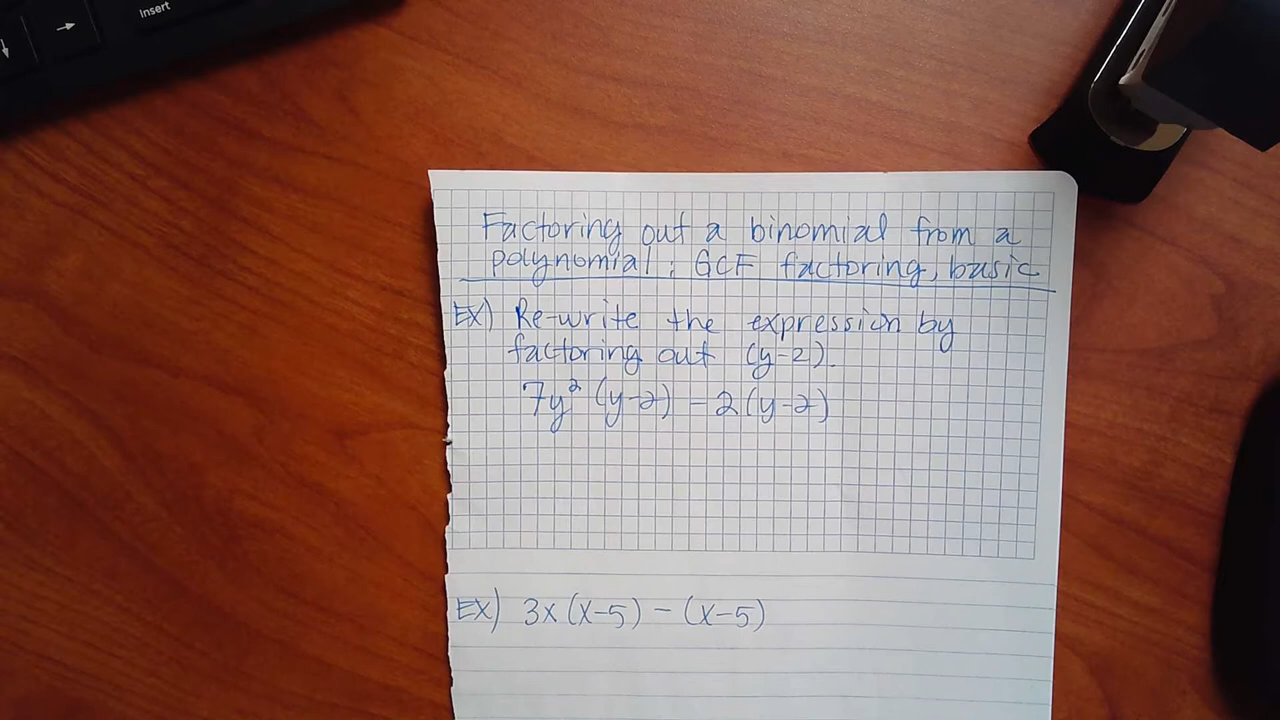 Insert
Factoring out a binomial from a
polynomial: GCF factoring, basic
EX) Re-write the expression by
factoring out (y-2).
7y² (y-2) - 2(y-2)
EX) 3x(x-5) - (x-5)